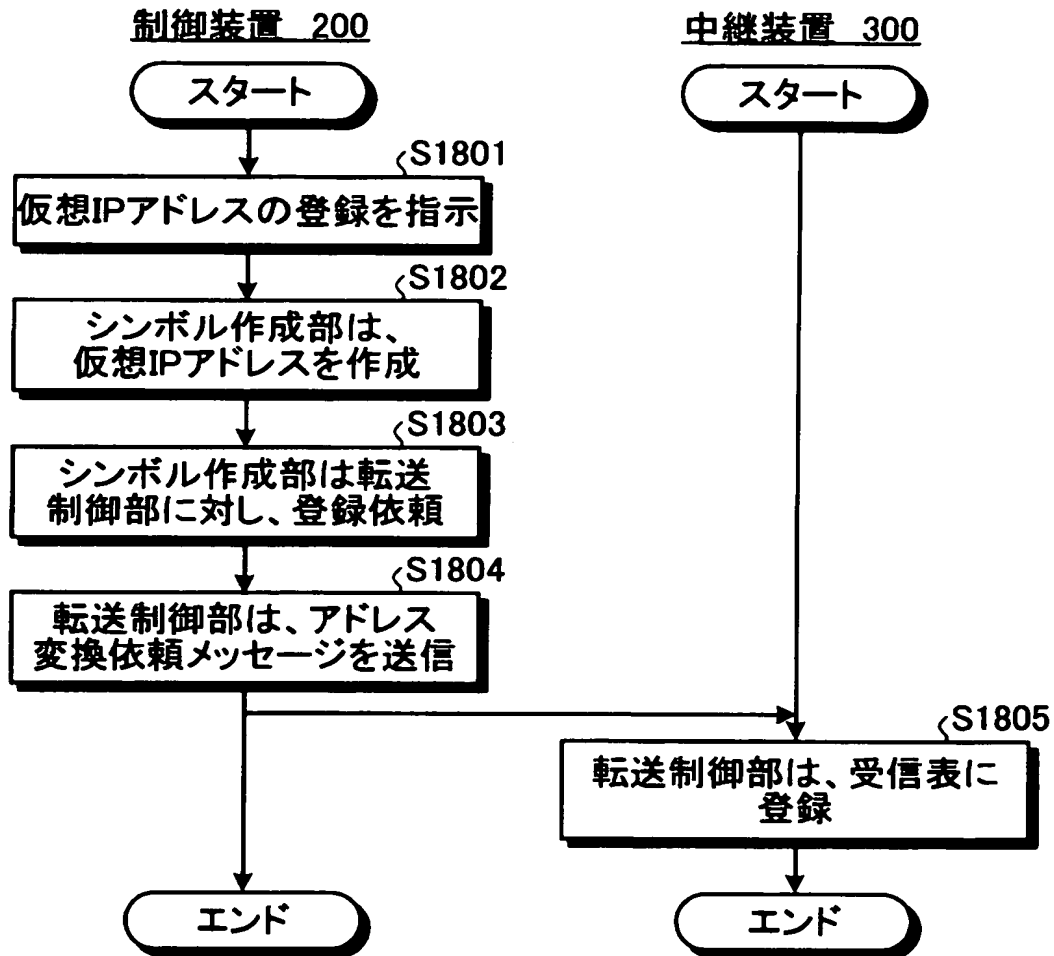 制御装置 200
スタート
S1801
仮想IPアドレスの登録を指示
S1802
シンボル作成部は、
仮想IPアドレスを作成
S1803
シンボル作成部は転送
制御部に対し、登録依頼
S1804
転送制御部は、アドレス
変換依頼メッセージを送信
エンド
中継装置 300
スタート
S1805
転送制御部は、受信表に
登録
エンド